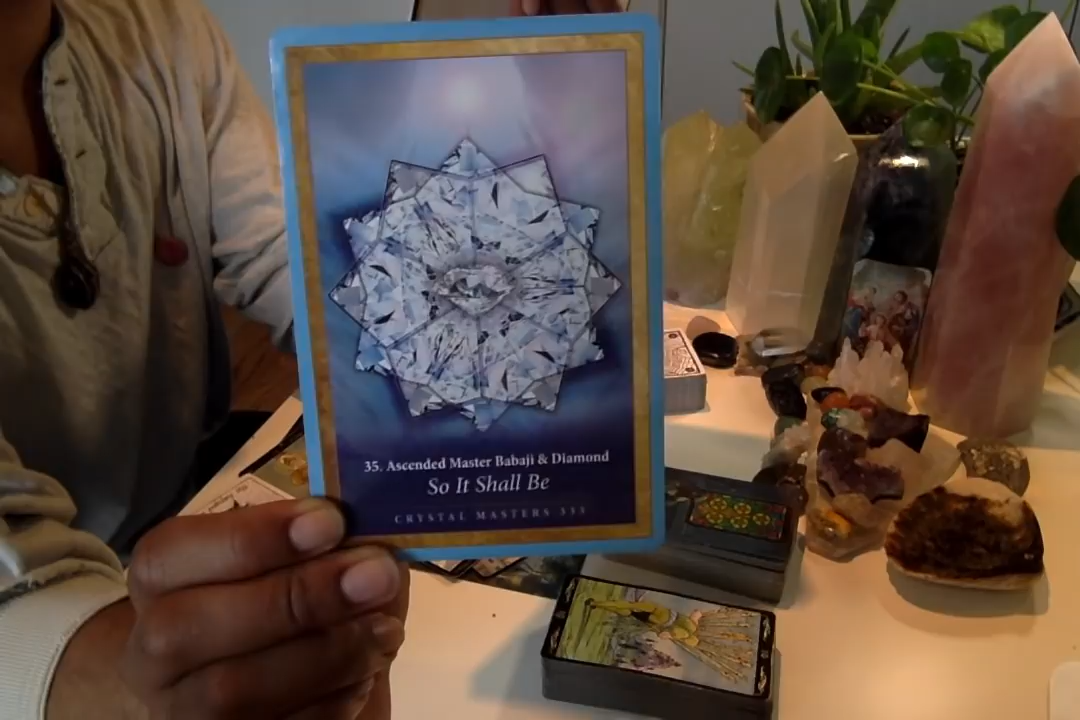 35. Ascended Master Babaji & Diamond
So It Shall Be
CRYSTAL MASTERS 333